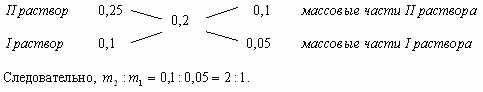 II раствор 0,25 0,1 массовые части II раствора
0,2
I раствор 0,1 0,05 массовые части I раствора
Следовательно, m₂ : m₁ = 0,1 : 0,05 = 2 : 1.